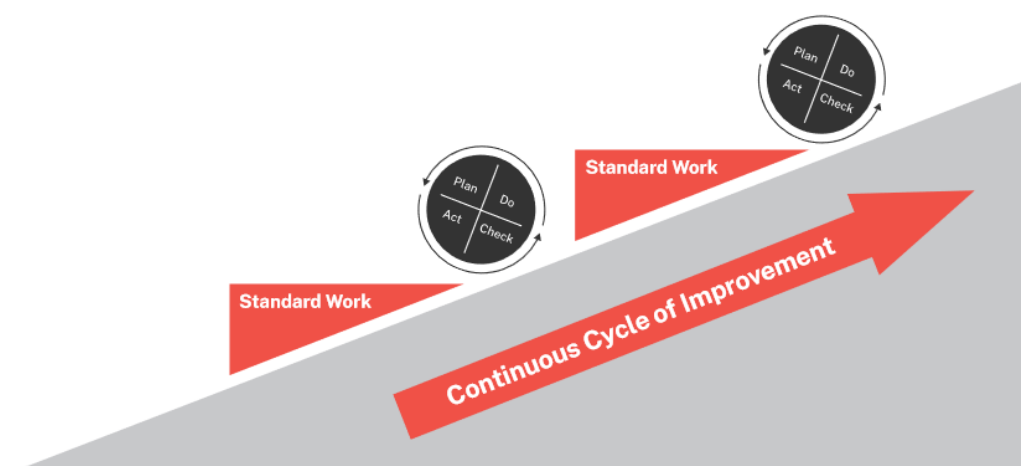 Plan
Do
Act
Check
Standard Work
Plan
Do
Act
Check
Standard Work
Continuous Cycle of Improvement